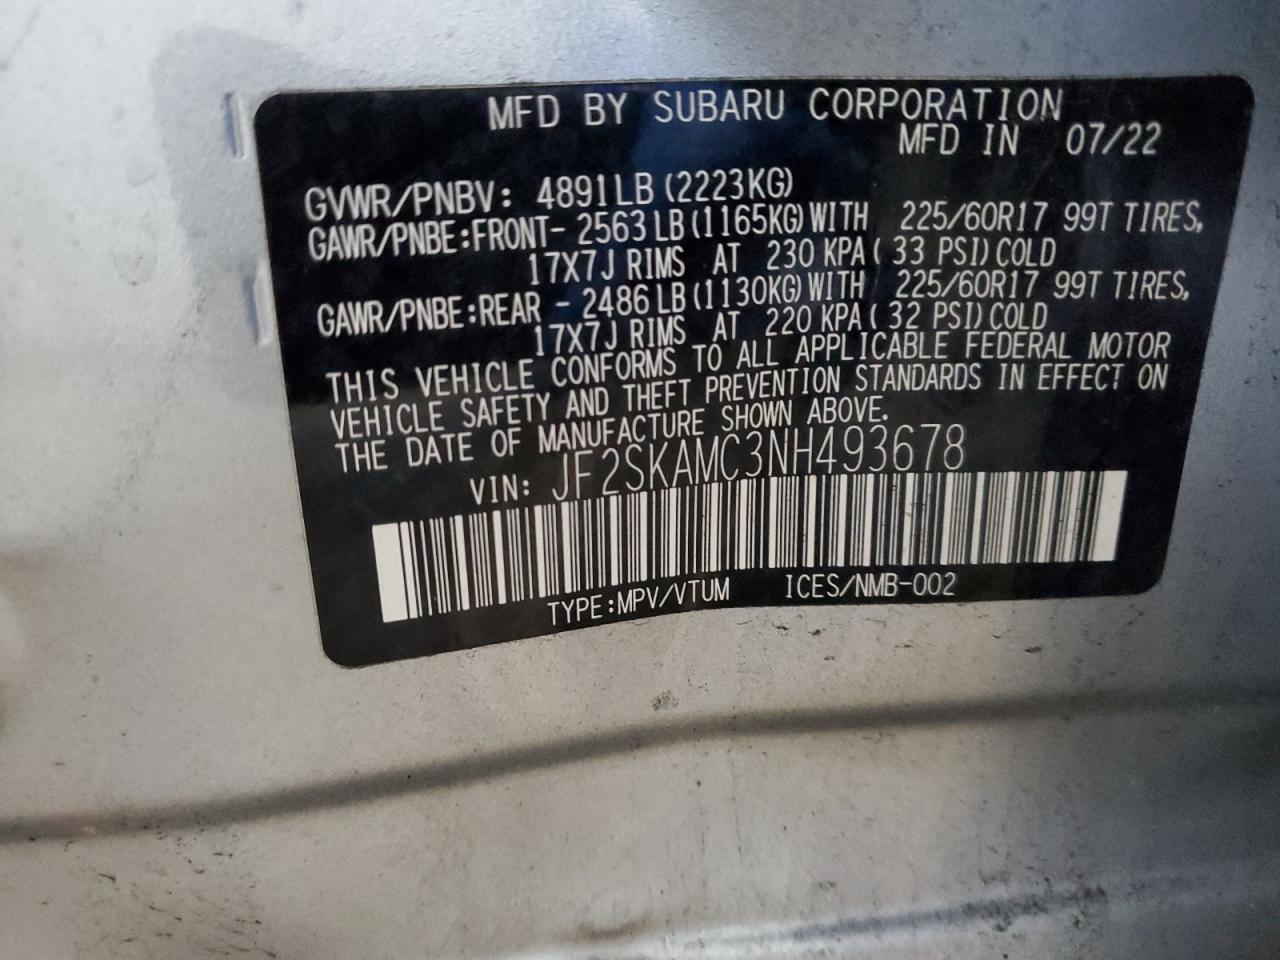 MFD BY SUBARU CORPORATION
MFD IN 07/22
GVWR/PNBV: 4891LB (2223KG)
GAWR/PNBE:FRONT- 2563 LB (1165KG) WITH 225/60R17 99T TIRES,
17X7J RIMS AT 230 KPA ( 33 PSI) COLD
GAWR/PNBE:REAR - 2486 LB (1130KG) WITH 225/60R17 99T TIRES,
17X7J RIMS AT 220 KPA ( 32 PSI) COLD
THIS VEHICLE CONFORMS TO ALL APPLICABLE FEDERAL MOTOR
VEHICLE SAFETY AND THEFT PREVENTION STANDARDS IN EFFECT ON
THE DATE OF MANUFACTURE SHOWN ABOVE.
VIN: JF2SKAMC3NH493678
TYPE:MPV/VTUM ICES/NMB-002